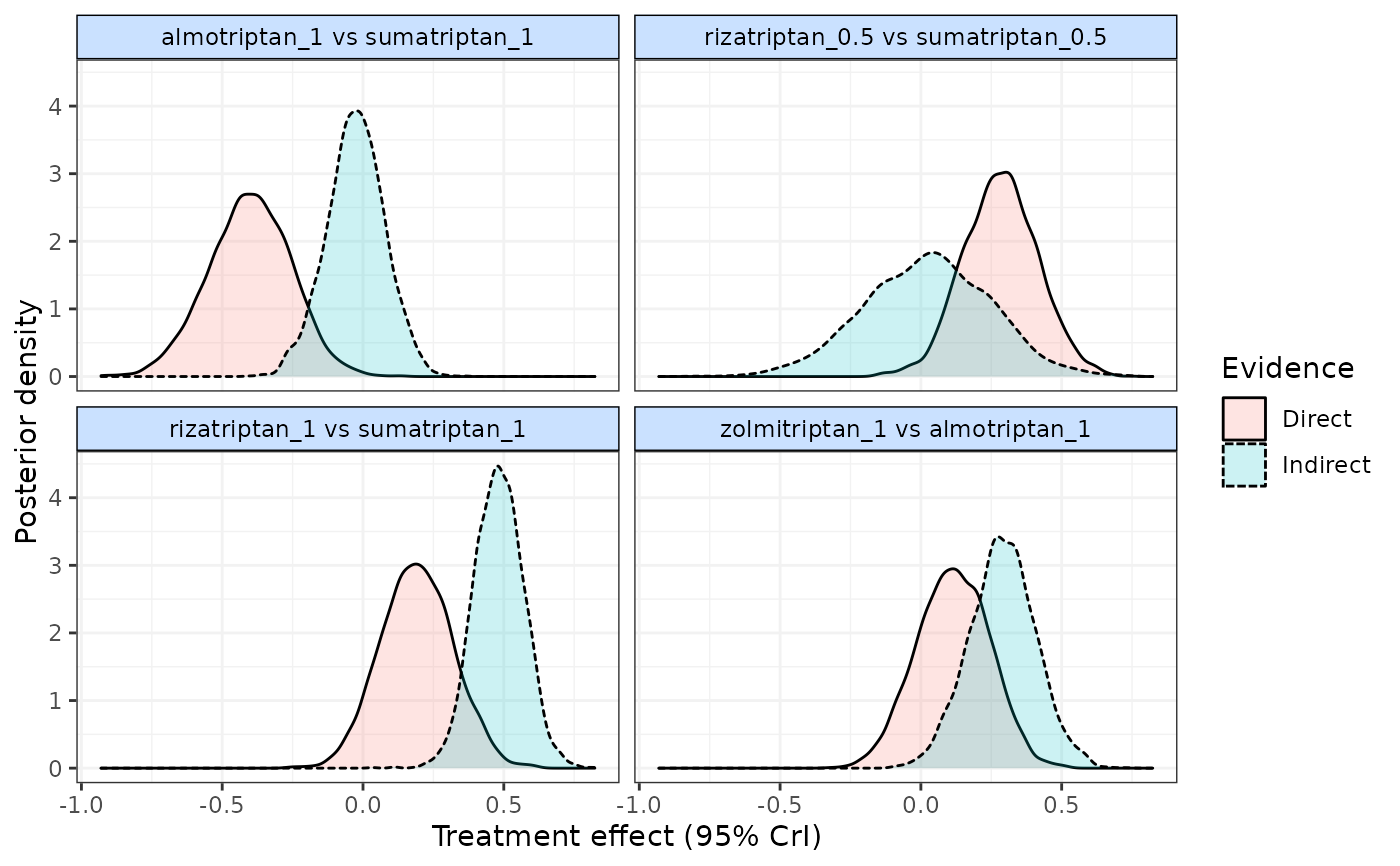 almotriptan_1 vs sumatriptan_1
rizatriptan_0.5 vs sumatriptan_0.5
4
3
2
1
0
rizatriptan_1 vs sumatriptan_1
zolmitriptan_1 vs almotriptan_1
4
3
2
1
0
-1.0 -0.5 0.0 0.5
-1.0 -0.5 0.0 0.5
Treatment effect (95% CrI)
Posterior density
Evidence
Direct
Indirect